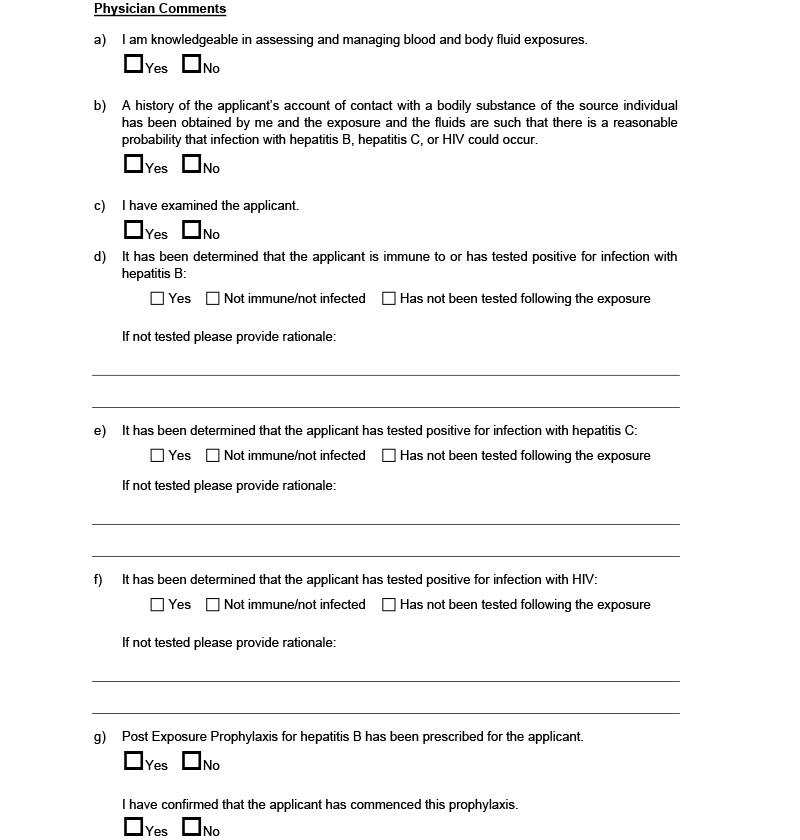 Physician Comments
a) I am knowledgeable in assessing and managing blood and body fluid exposures.
Yes No
b) A history of the applicant's account of contact with a bodily substance of the source individual
has been obtained by me and the exposure and the fluids are such that there is a reasonable
probability that infection with hepatitis B, hepatitis C, or HIV could occur.
Yes No
c) I have examined the applicant.
Yes No
d) It has been determined that the applicant is immune to or has tested positive for infection with
hepatitis B:
Yes Not immune/not infected Has not been tested following the exposure
If not tested please provide rationale:
e) It has been determined that the applicant has tested positive for infection with hepatitis C:
Yes Not immune/not infected Has not been tested following the exposure
If not tested please provide rationale:
f) It has been determined that the applicant has tested positive for infection with HIV:
Yes Not immune/not infected Has not been tested following the exposure
If not tested please provide rationale:
g) Post Exposure Prophylaxis for hepatitis B has been prescribed for the applicant.
Yes No
I have confirmed that the applicant has commenced this prophylaxis.
Yes No